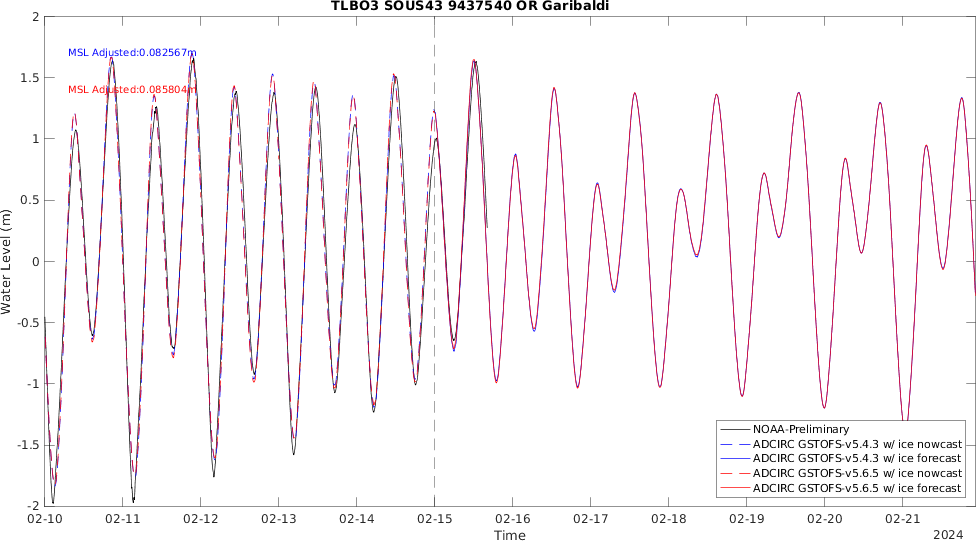 TLBO3 SOUS43 9437540 OR Garibaldi
2
1.5
1
0.5
0
-0.5
-1
-1.5
-2
Water Level (m)
MSL Adjusted:0.082567m
MSL Adjusted:0.085804m
NOAA-Preliminary
ADCIRC GSTOFS-v5.4.3 w/ ice nowcast
ADCIRC GSTOFS-v5.4.3 w/ ice forecast
ADCIRC GSTOFS-v5.6.5 w/ ice nowcast
ADCIRC GSTOFS-v5.6.5 w/ ice forecast
02-10 02-11 02-12 02-13 02-14 02-15 02-16 02-17 02-18 02-19 02-20 02-21
Time
2024